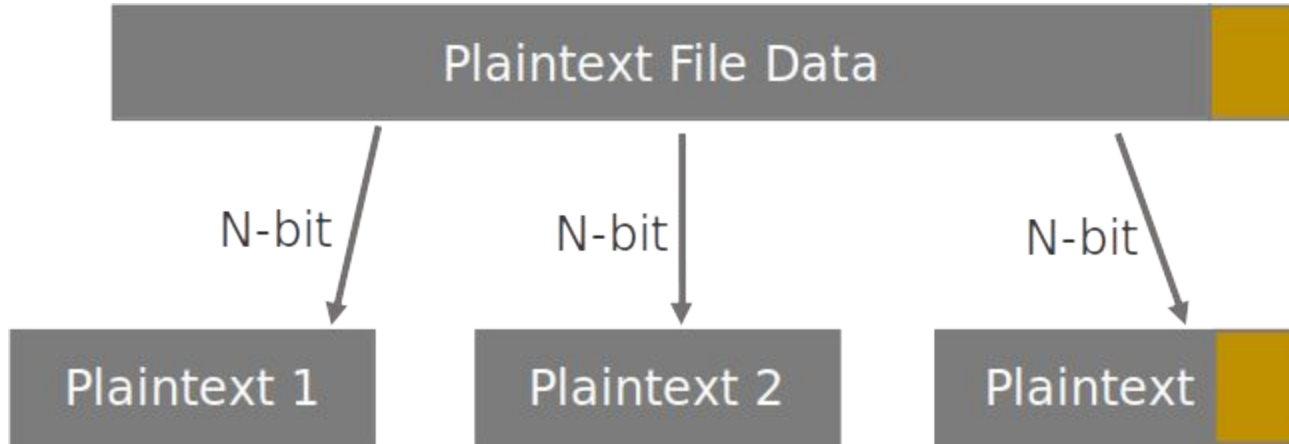 Plaintext File Data
N-bit
N-bit
N-bit
Plaintext 1
Plaintext 2
Plaintext